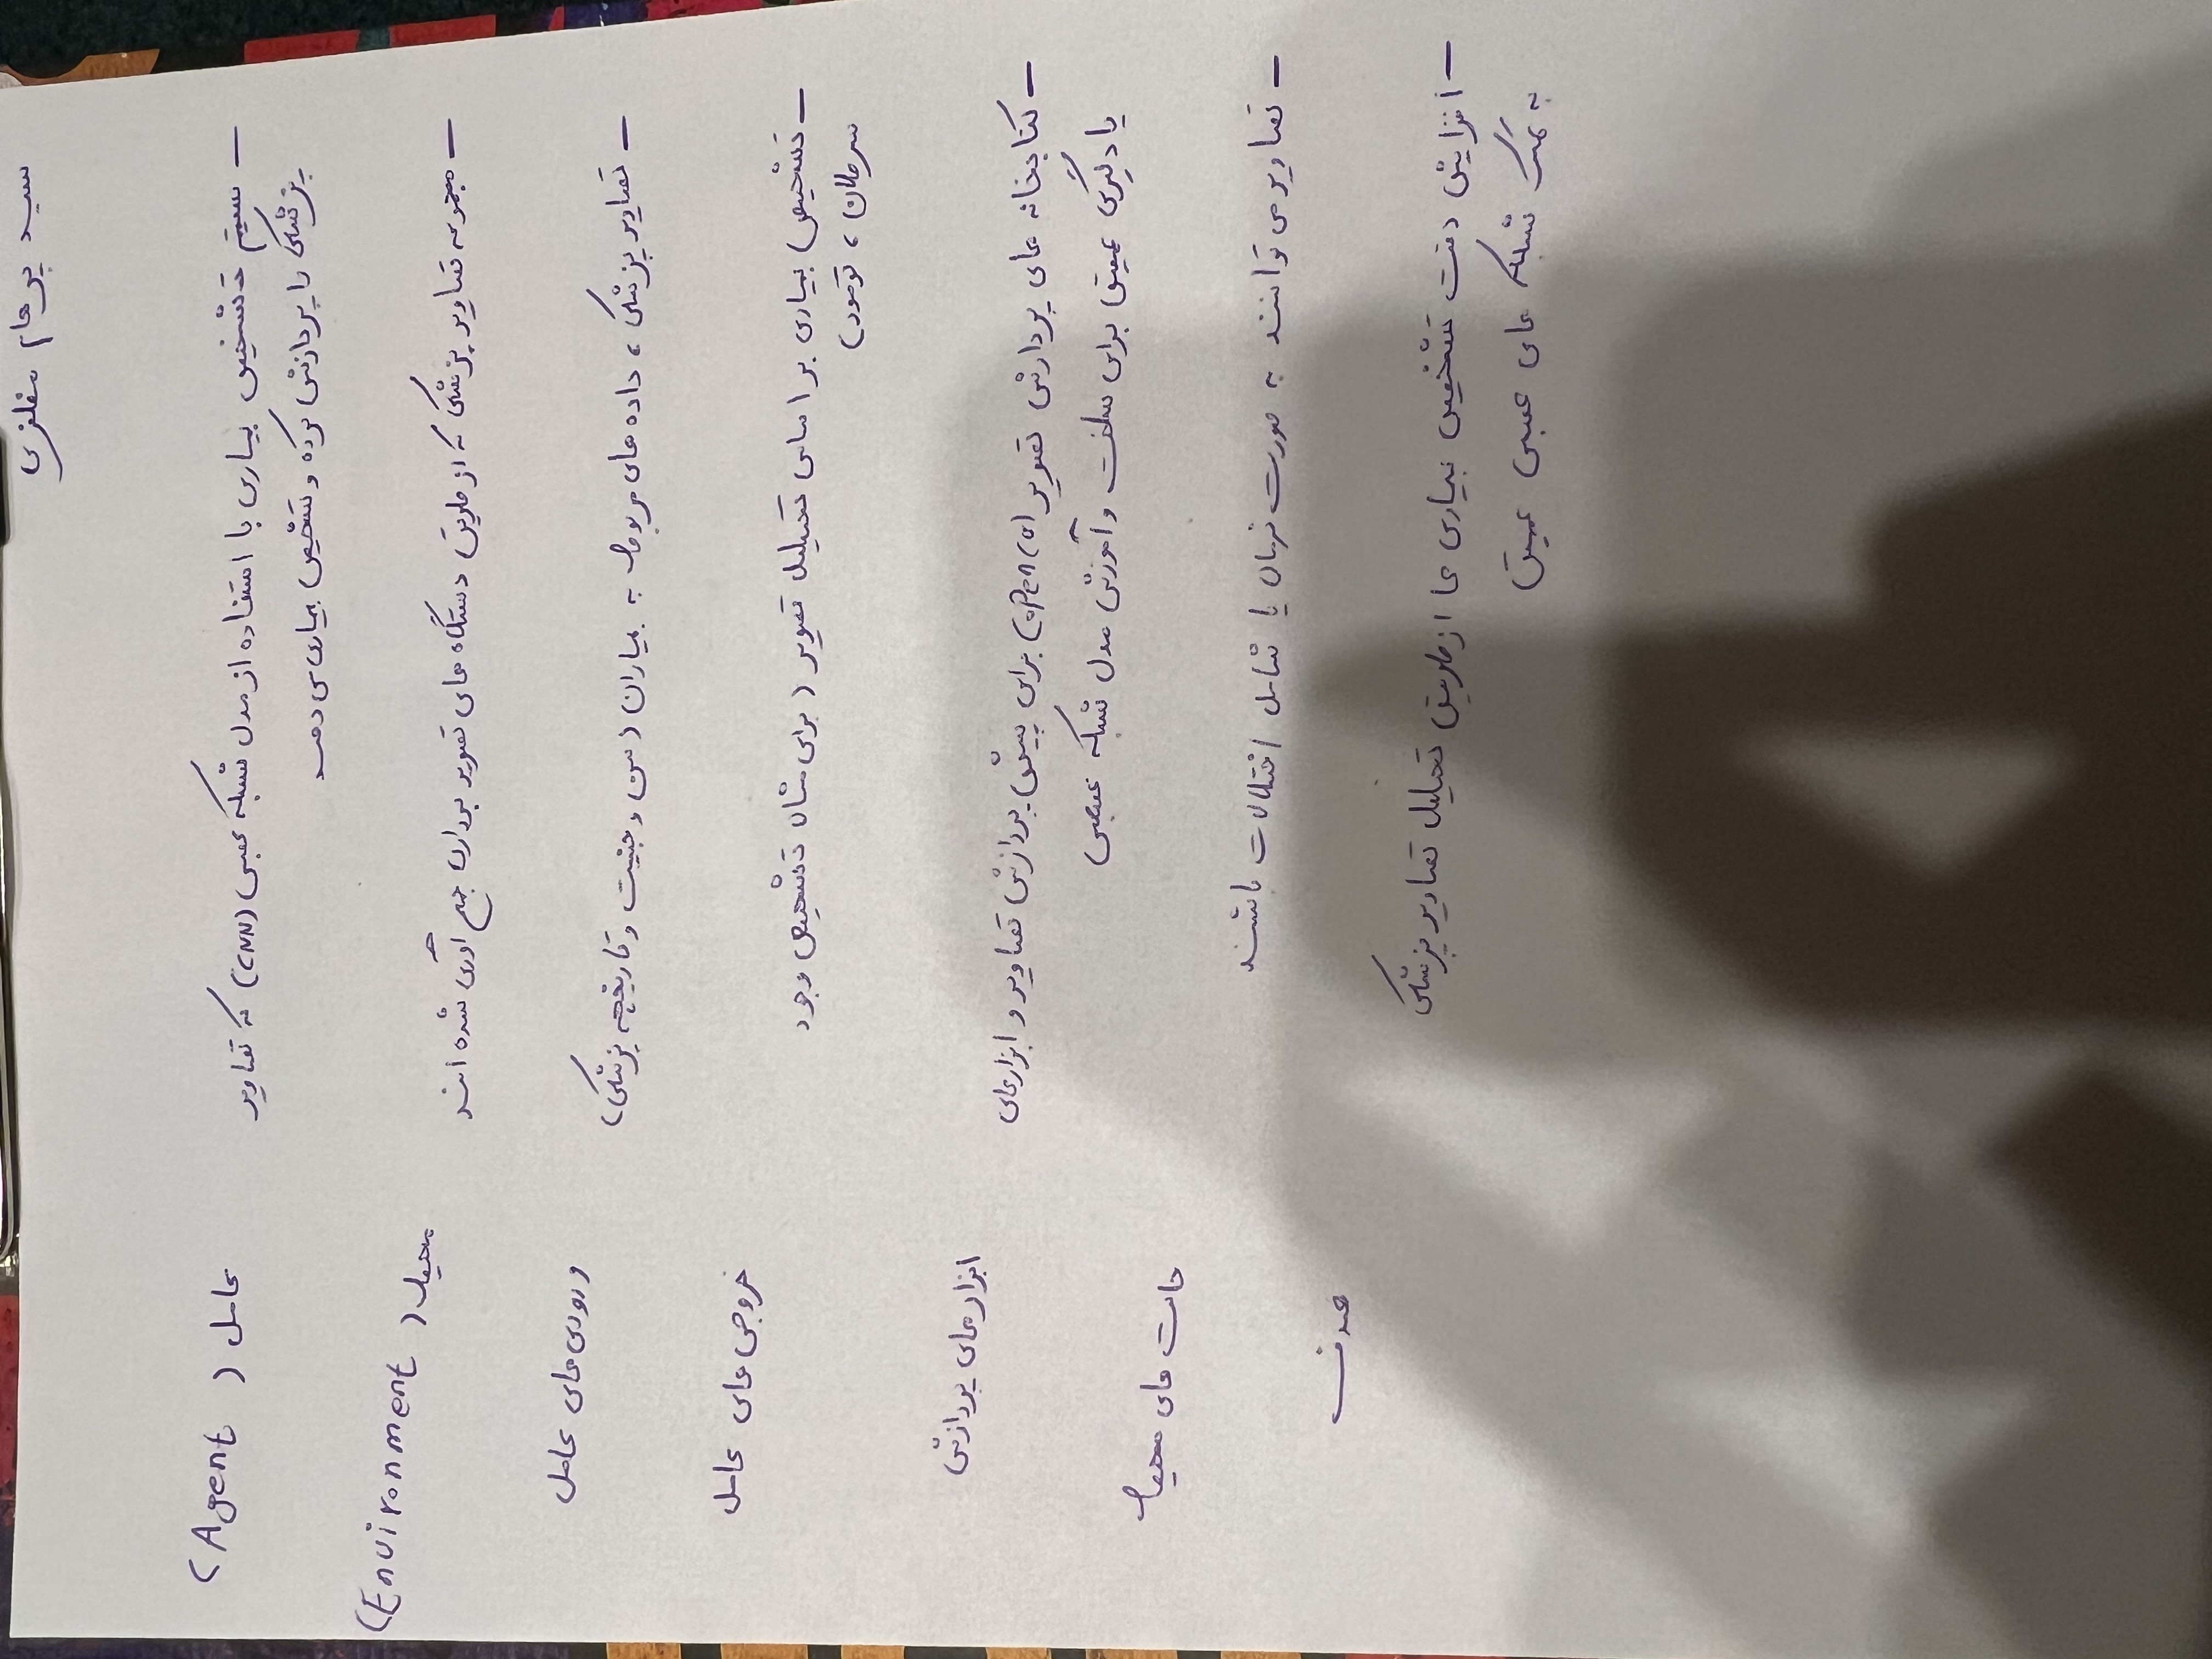 سید پرهام مظفری
عامل (Agent)
– سیستم تشخیص بیماری با استفاده از مدل شبکه عصبی (CNN) که تصاویر
پزشکی را پردازش کرده و تشخیص بیماری می دهد
محیط (Environment)
– مجموعه تصاویر پزشکی که از طریق دستگاه های تصویر برداری جمع آوری شده اند
ورودی های عامل
– تصاویر پزشکی، داده های مربوط به بیماران (سن و جنسیت و تاریخچه پزشکی)
خروجی های عامل
– تشخیص بیماری بر اساس تحلیل تصویر (برای مثال تشخیص وجود
سرطان، تومور)
ابزارهای پردازش
– کتابخانه های پردازش تصویر (OpenCV) برای پیش پردازش تصاویر و ابزارهای
یادگیری عمیق برای ساخت و آموزش مدل شبکه عصبی
حالت های محیط
– تصاویر می توانند به صورت نرمال یا شامل اختلالات باشند
هدف
– افزایش دقت تشخیص بیماری ها از طریق تحلیل تصاویر پزشکی
به کمک شبکه های عصبی عمیق